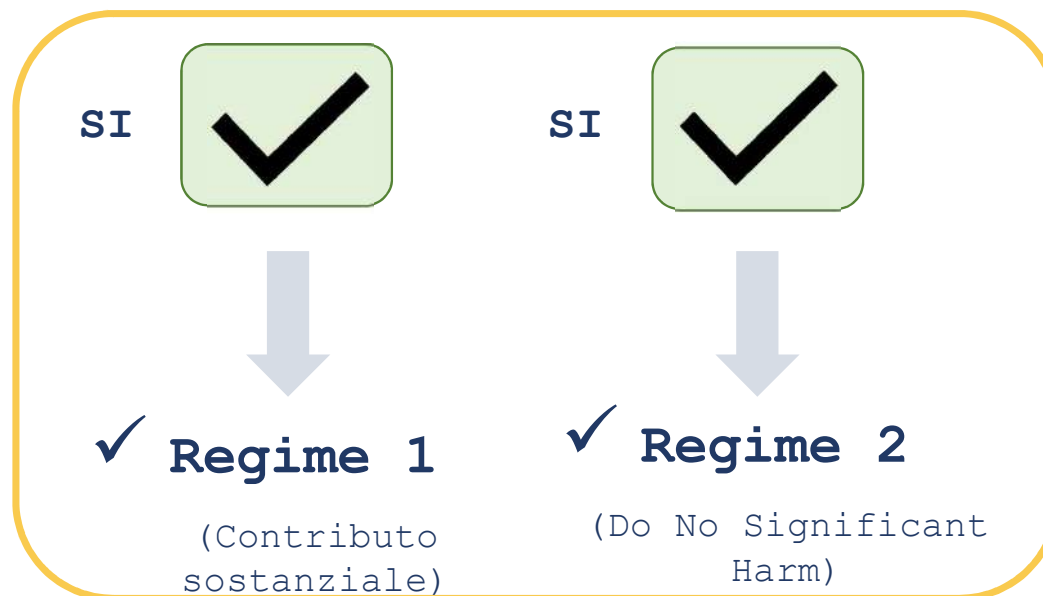 SI
✓ Regime 1
(Contributo
sostanziale)
SI
✓ Regime 2
(Do No Significant
Harm)